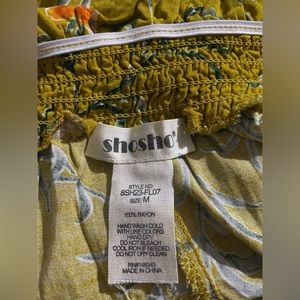 shosho
STYLE NO:
8SH23-FL07
SIZE: M
100% RAYON
HAND WASH COLD
WITH LIKE COLORS
HANG DRY
DO NOT BLEACH
COOL IRON IF NEEDED
DO NOT DRY CLEAN
RN#148343
MADE IN CHINA